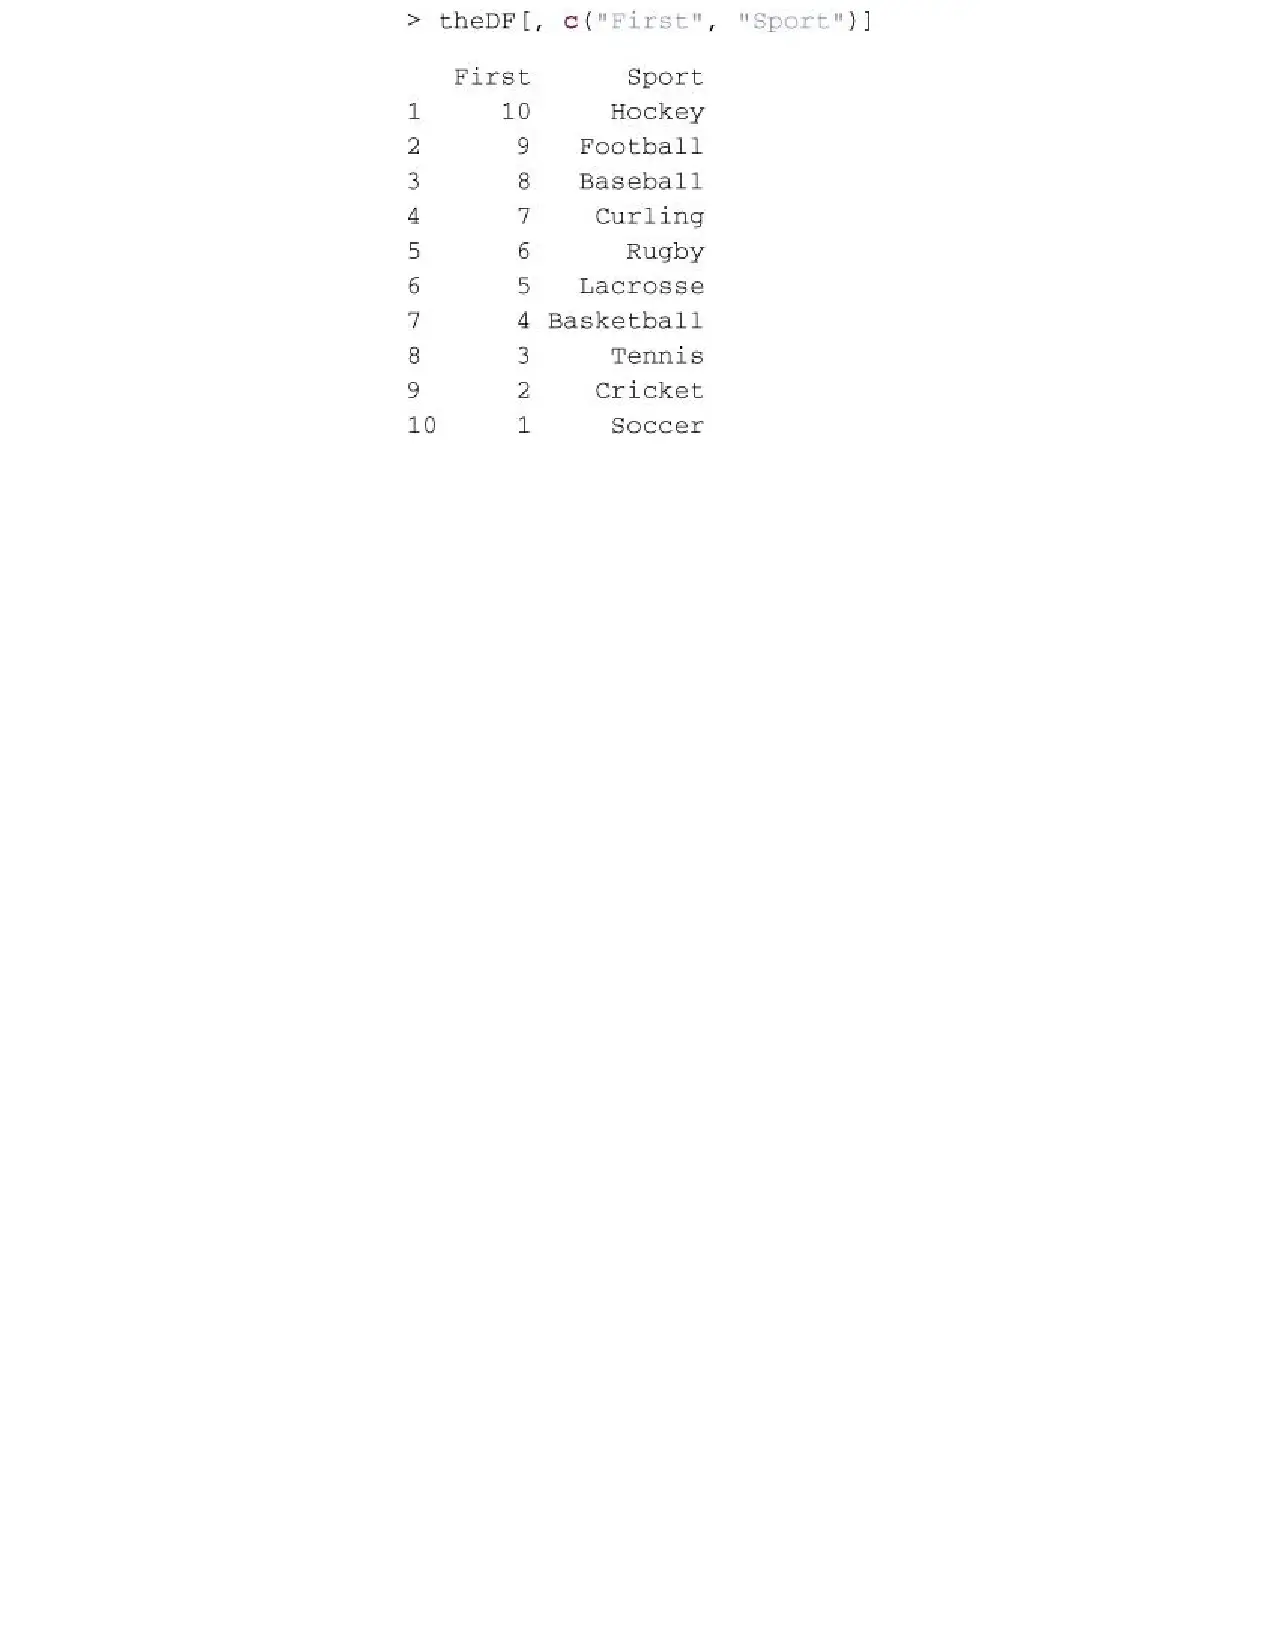 > theDF[, c("First", "Sport")]
First Sport
1 10 Hockey
2 9 Football
3 8 Baseball
4 7 Curling
5 6 Rugby
6 5 Lacrosse
7 4 Basketball
8 3 Tennis
9 2 Cricket
10 1 Soccer